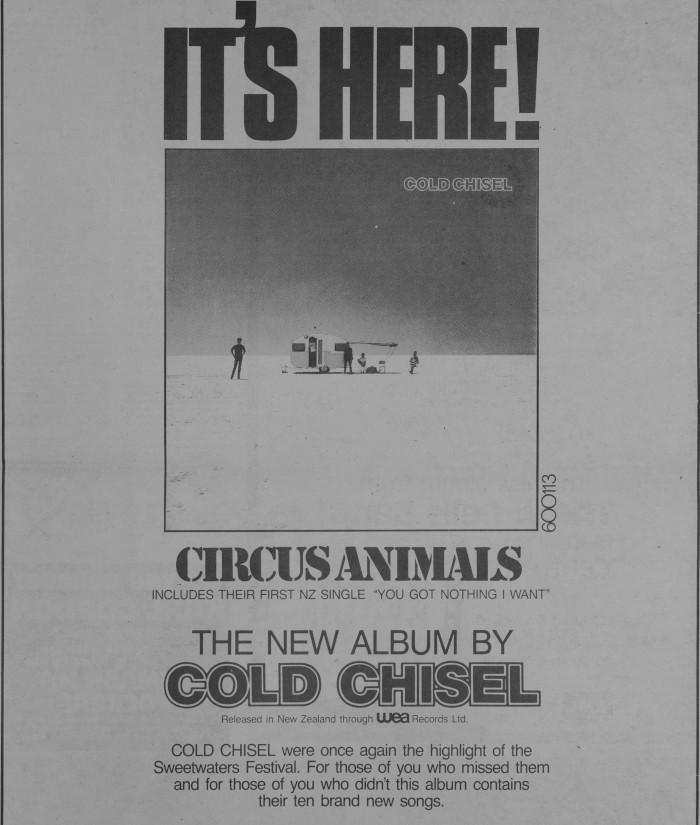 IT'S HERE!
COLD CHISEL
600113
CIRCUS ANIMALS
INCLUDES THEIR FIRST NZ SINGLE "YOU GOT NOTHING I WANT"
THE NEW ALBUM BY
COLD CHISEL
Released in New Zealand through wea Records Ltd.
COLD CHISEL were once again the highlight of the
Sweetwaters Festival. For those of you who missed them
and for those of you who didn't this album contains
their ten brand new songs.